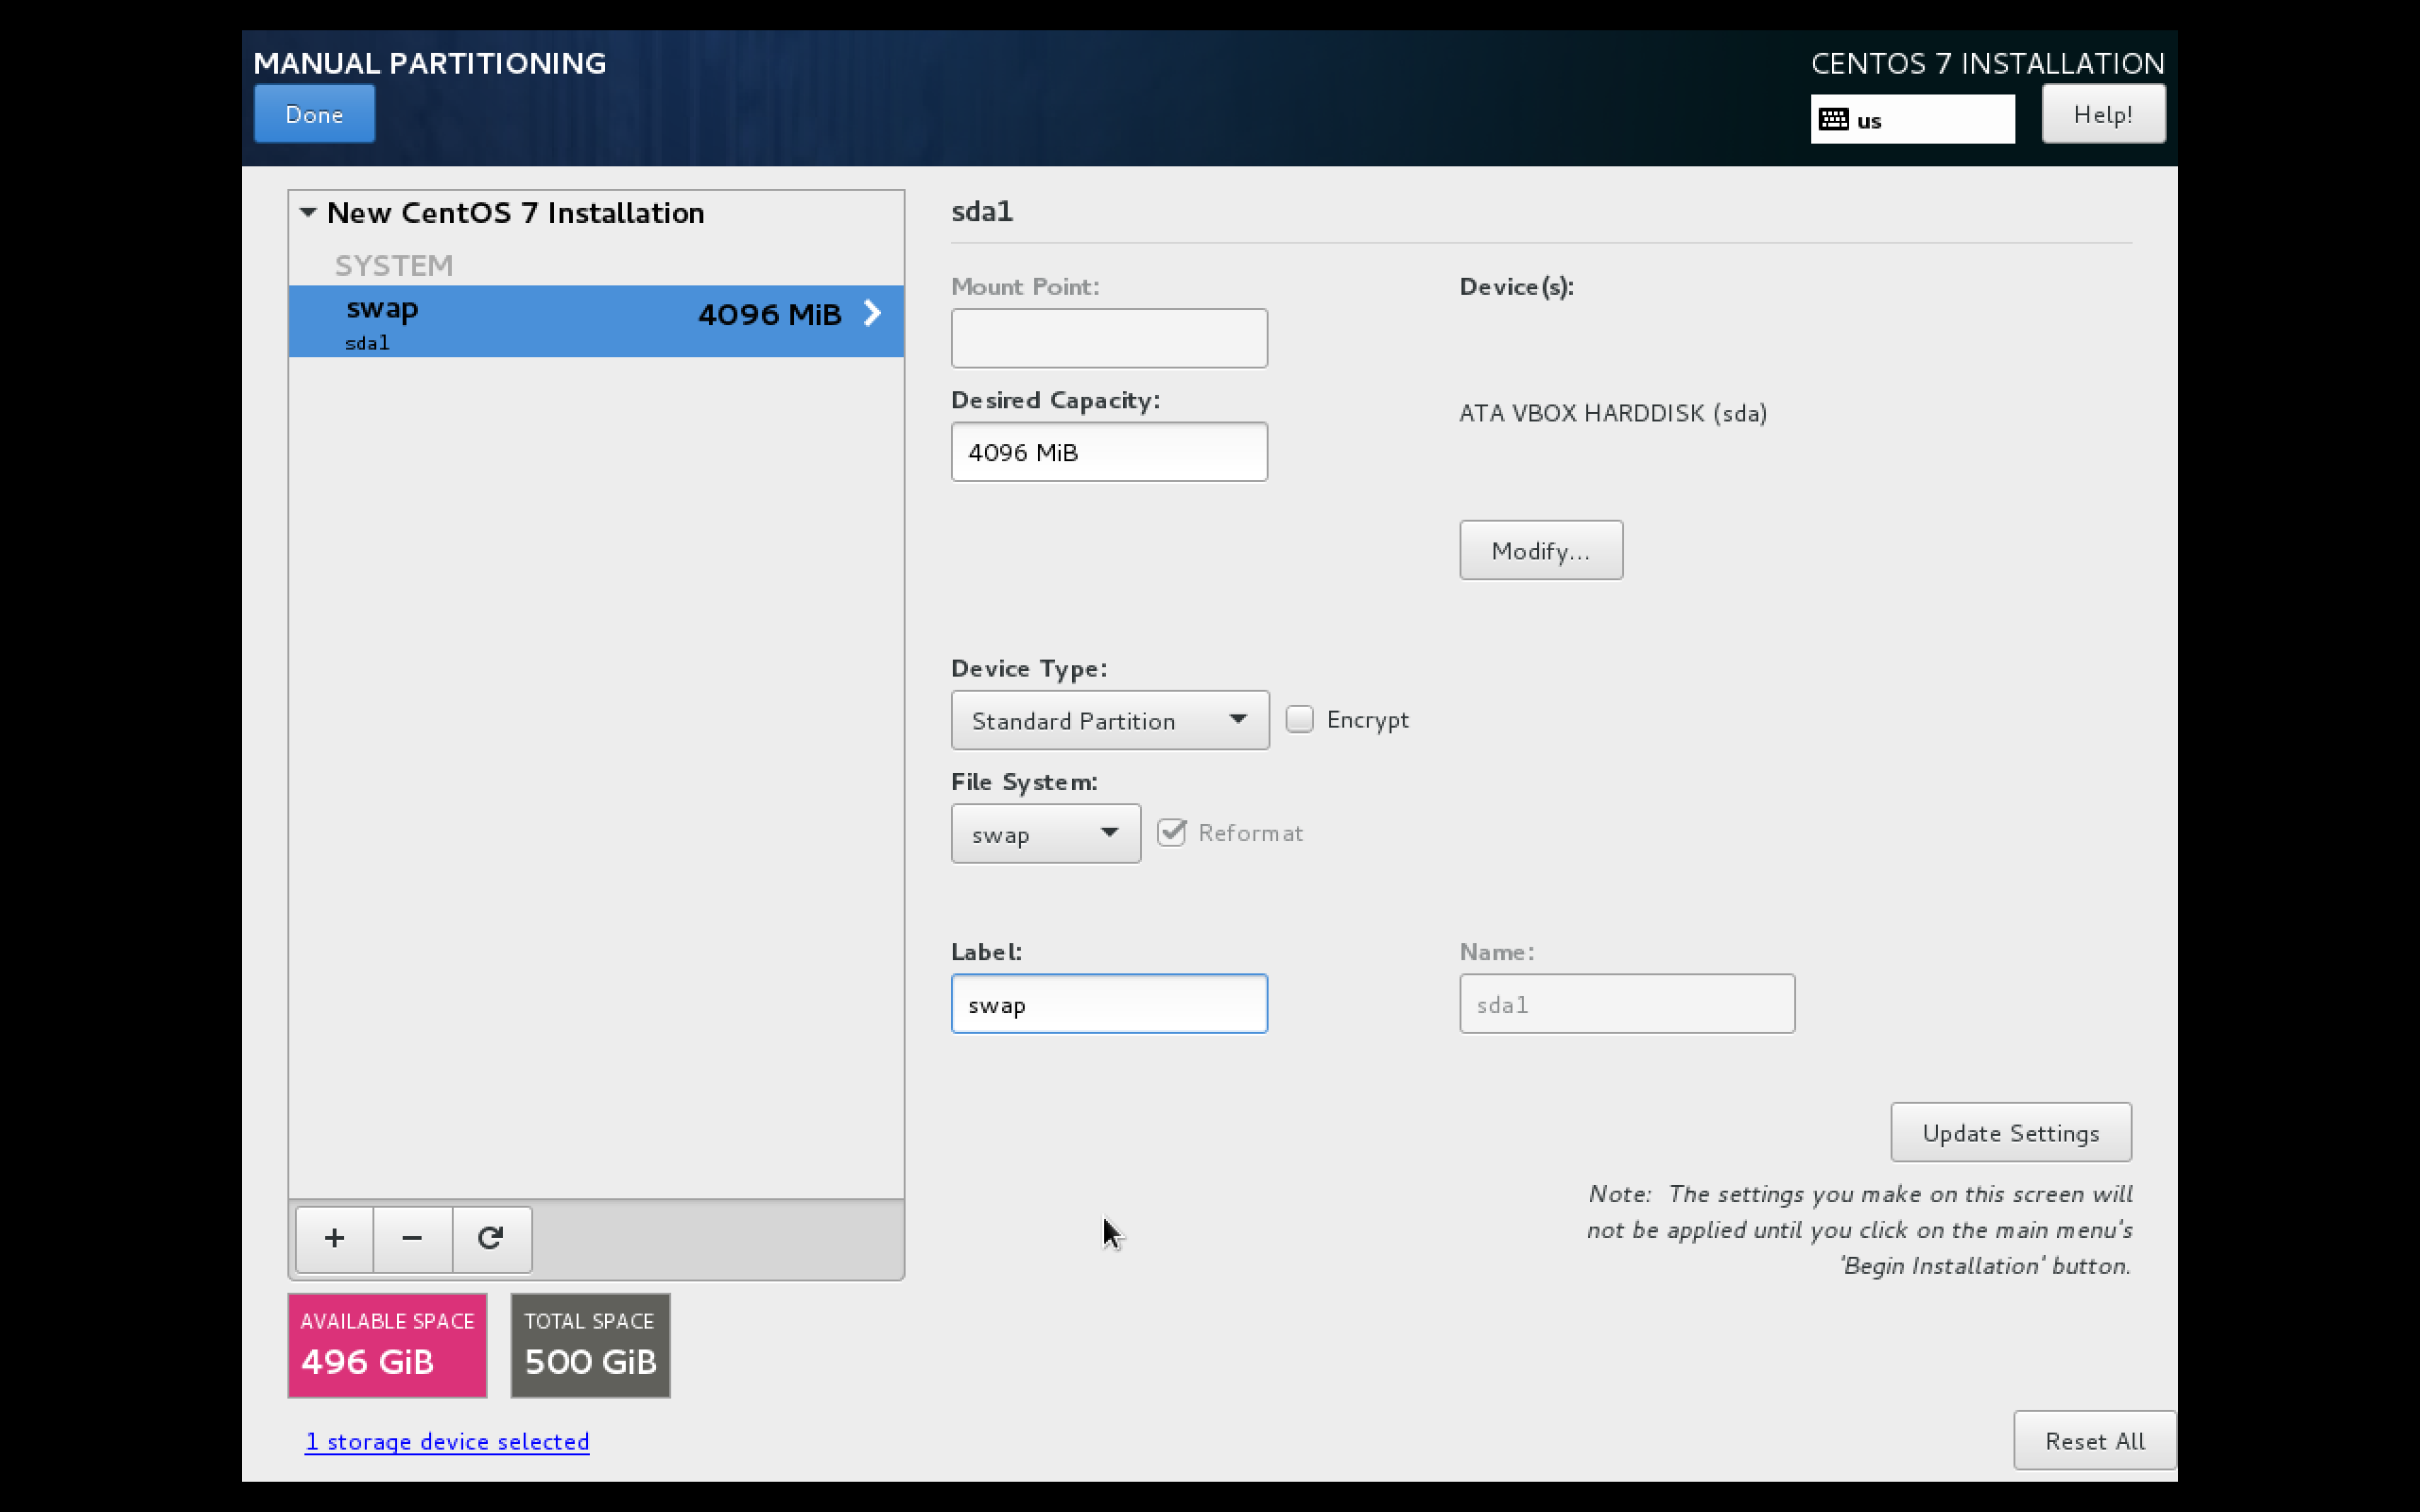 MANUAL PARTITIONING
CENTOS 7 INSTALLATION
Done
us
Help!
New CentOS 7 Installation
SYSTEM
swap
4096 MiB
sda1
sda1
Mount Point:
Device(s):
Desired Capacity:
4096 MiB
ATA VBOX HARDDISK (sda)
Modify...
Device Type:
Standard Partition
Encrypt
File System:
swap
Reformat
Label:
Name:
swap
sda1
Update Settings
Note: The settings you make on this screen will
not be applied until you click on the main menu's
'Begin Installation' button.
AVAILABLE SPACE
496 GiB
TOTAL SPACE
500 GiB
1 storage device selected
Reset All